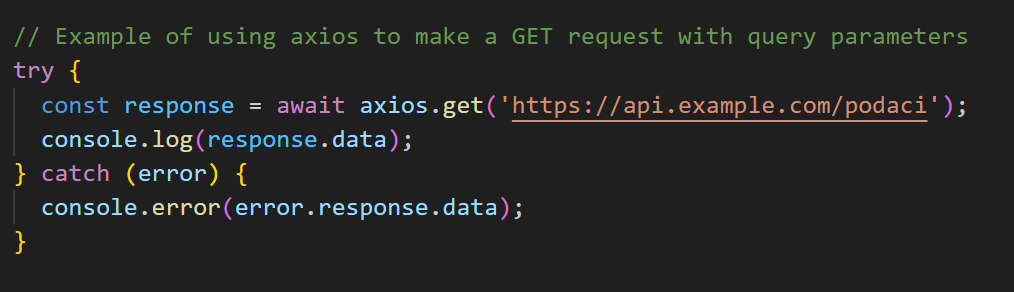 // Example of using axios to make a GET request with query parameters
try {
  const response = await axios.get('https://api.example.com/podaci');
  console.log(response.data);
} catch (error) {
  console.error(error.response.data);
}